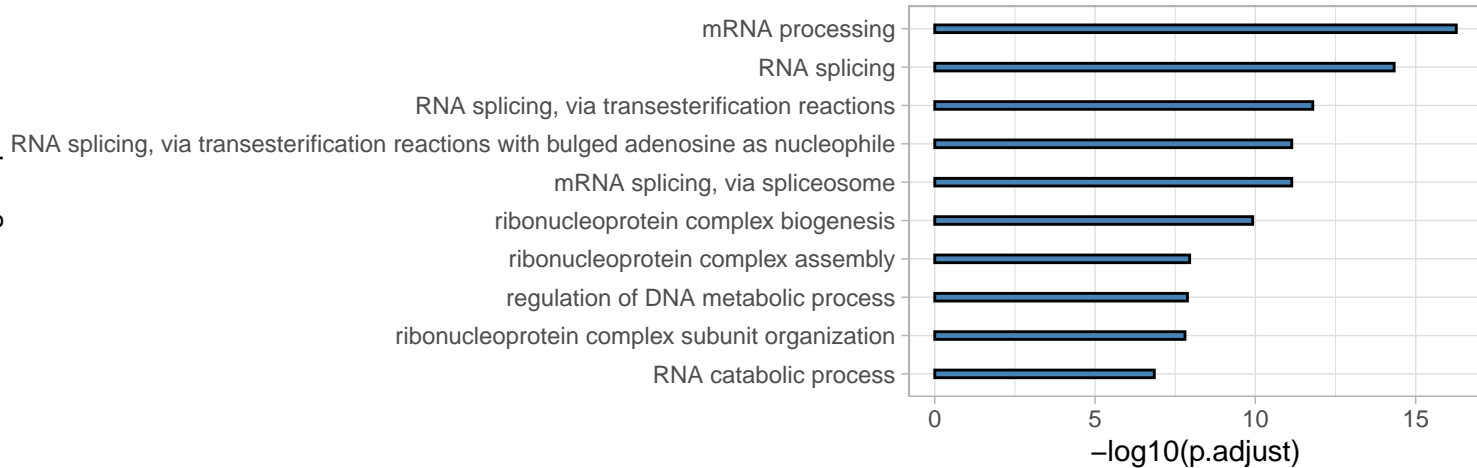 mRNA processing
RNA splicing
RNA splicing, via transesterification reactions
RNA splicing, via transesterification reactions with bulged adenosine as nucleophile
mRNA splicing, via spliceosome
ribonucleoprotein complex biogenesis
ribonucleoprotein complex assembly
regulation of DNA metabolic process
ribonucleoprotein complex subunit organization
RNA catabolic process
0 5 10 15
−log10(p.adjust)